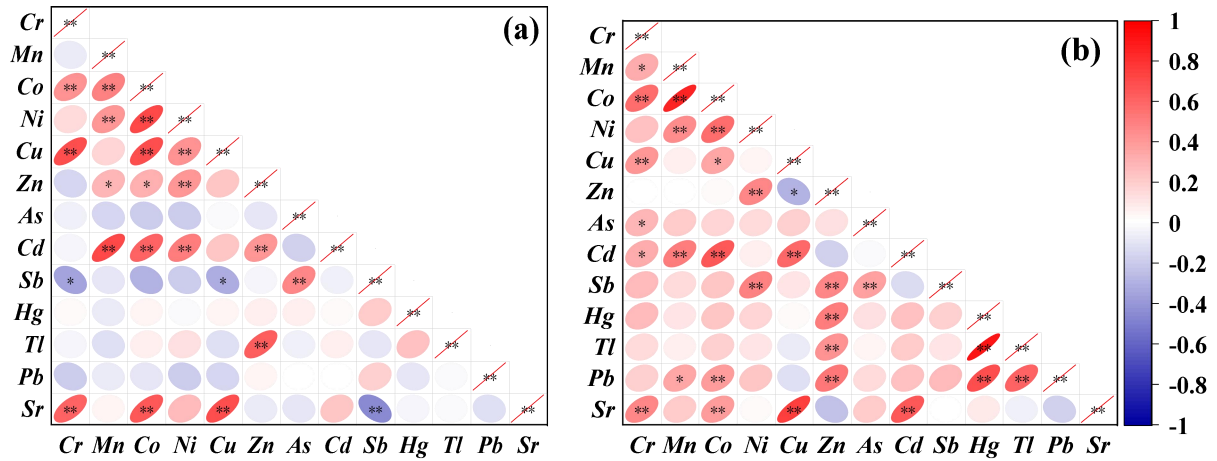 (a)
Cr **
Mn **
Co ** ** **
Ni ** ** **
Cu ** ** ** **
Zn * * ** **
As **
Cd ** ** ** ** **
Sb * * ** **
Hg **
Tl ** **
Pb **
Sr ** ** ** ** **
Cr Mn Co Ni Cu Zn As Cd Sb Hg Tl Pb Sr
(b)
Cr **
Mn * **
Co ** ** **
Ni ** ** **
Cu ** * **
Zn ** * **
As * **
Cd * ** ** ** **
Sb ** ** ** **
Hg ** **
Tl ** ** **
Pb * ** ** ** ** **
Sr ** ** ** ** **
Cr Mn Co Ni Cu Zn As Cd Sb Hg Tl Pb Sr
1
0.8
0.6
0.4
0.2
0
-0.2
-0.4
-0.6
-0.8
-1